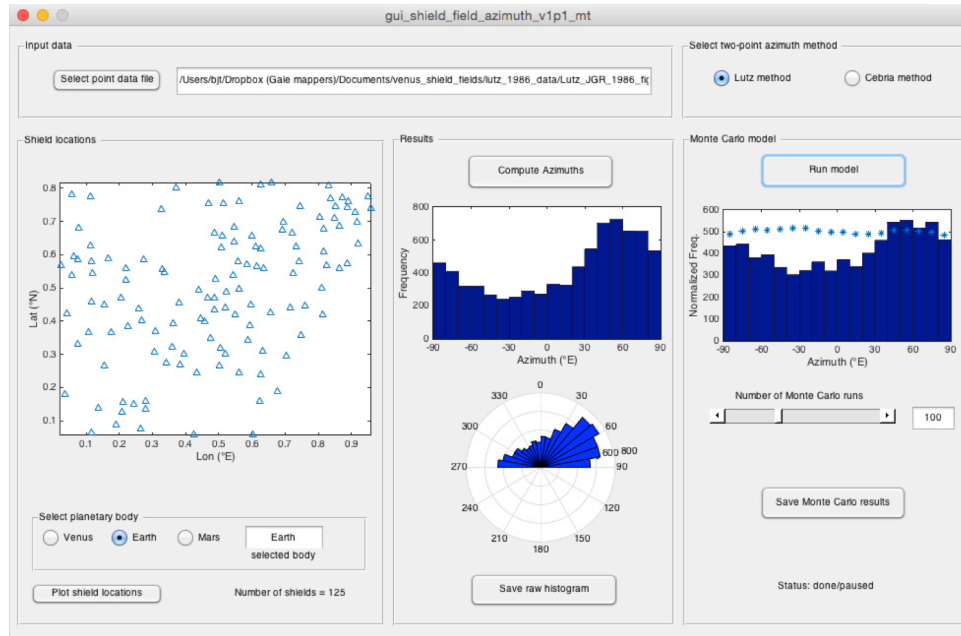 gui_shield_field_azimuth_v1p1_mt
Input data
Select point data file
/Users/bjt/Dropbox (Gale mappers)/Documents/venus_shield_fields/lutz_1986_data/Lutz_JGR_1986_fig
Select two-point azimuth method
Lutz method
Cebria method
Shield locations
0.8
0.7
0.6
0.5
0.4
0.3
0.2
0.1
Lat (°N)
0.1 0.2 0.3 0.4 0.5 0.6 0.7 0.8 0.9
Lon (°E)
Select planetary body
Venus
Earth
Mars
Earth
selected body
Plot shield locations
Number of shields = 125
Results
Compute Azimuths
800
600
400
200
0
Frequency
-90 -60 -30 0 30 60 90
Azimuth (°E)
0
330 30
300 60
600 800
270 90
240 120
210 150
180
Save raw histogram
Monte Carlo model
Run model
600
500
400
300
200
100
0
Normalized Freq.
-90 -60 -30 0 30 60 90
Azimuth (°E)
Number of Monte Carlo runs
100
Save Monte Carlo results
Status: done/paused